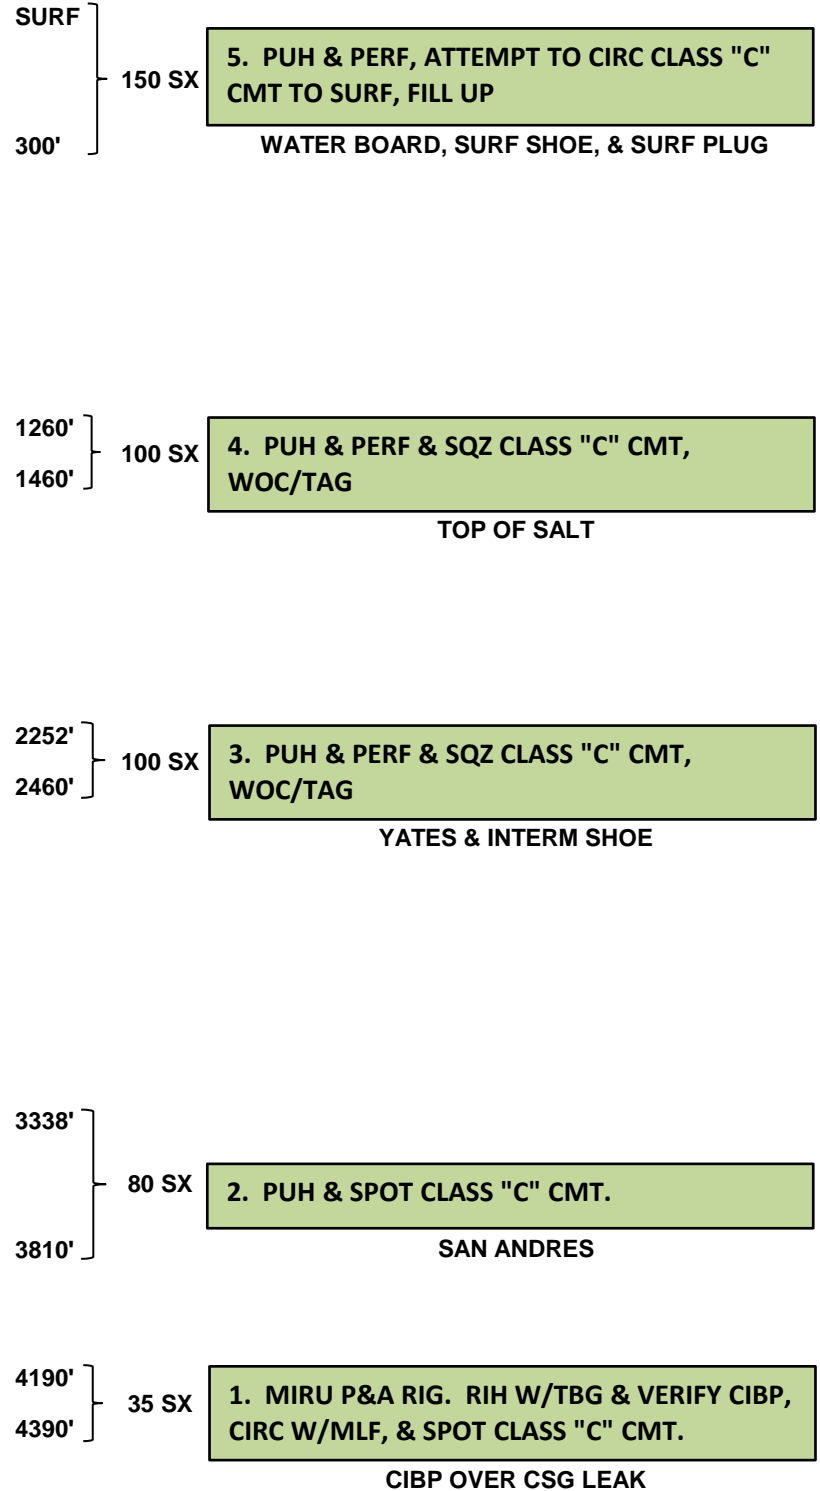 SURF
150 SX
300'
5. PUH & PERF, ATTEMPT TO CIRC CLASS "C"
CMT TO SURF, FILL UP
WATER BOARD, SURF SHOE, & SURF PLUG
1260'
100 SX
1460'
4. PUH & PERF & SQZ CLASS "C" CMT,
WOC/TAG
TOP OF SALT
2252'
100 SX
2460'
3. PUH & PERF & SQZ CLASS "C" CMT,
WOC/TAG
YATES & INTERM SHOE
3338'
80 SX
3810'
2. PUH & SPOT CLASS "C" CMT.
SAN ANDRES
4190'
35 SX
4390'
1. MIRU P&A RIG. RIH W/TBG & VERIFY CIBP,
CIRC W/MLF, & SPOT CLASS "C" CMT.
CIBP OVER CSG LEAK